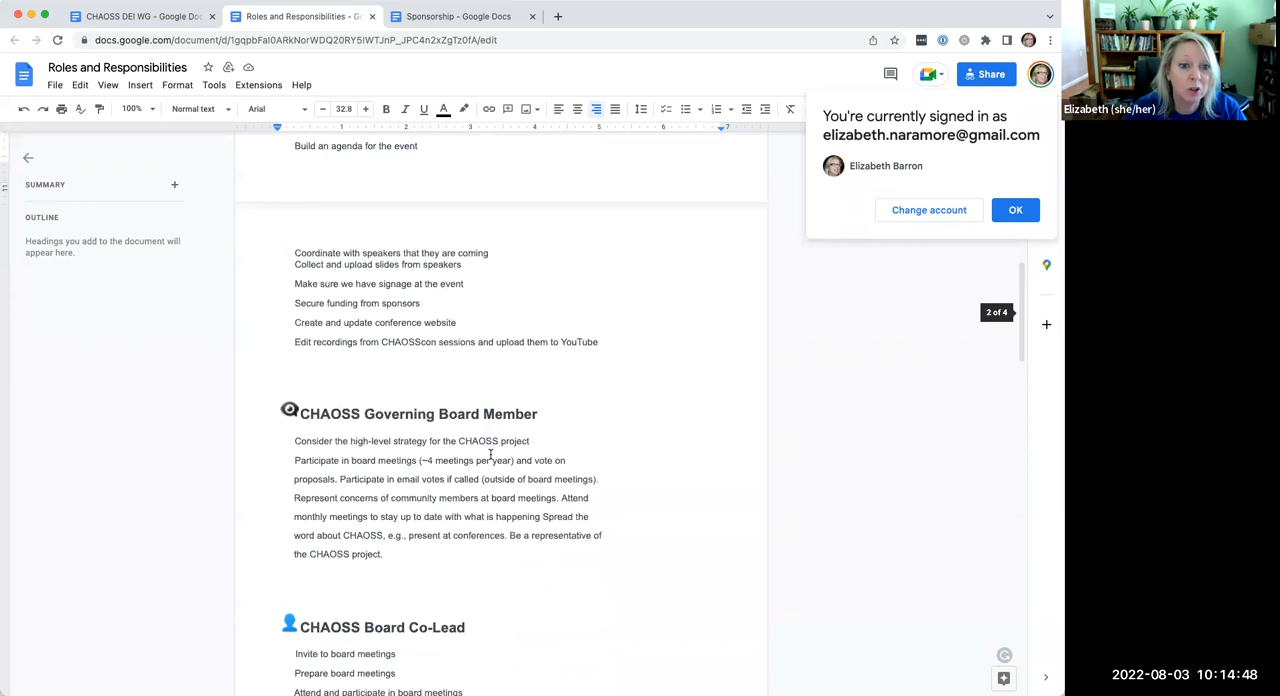 CHAOSS DEI WG - Google Doc
Roles and Responsibilities - Go
Sponsorship - Google Docs
docs.google.com/document/d/1gqpbFaI0ARkNorWDQ20RY5IWTJnP_JPC4n2xZgTz0fA/edit
Roles and Responsibilities
File Edit View Insert Format Tools Extensions Help
Share
100% Normal text Arial 32.8
1 2 3 4 5 6 7
Elizabeth (she/her)
You're currently signed in as
elizabeth.naramore@gmail.com
Elizabeth Barron
Change account
OK
SUMMARY
OUTLINE
Headings you add to the document will
appear here.
Build an agenda for the event
Coordinate with speakers that they are coming
Collect and upload slides from speakers
Make sure we have signage at the event
Secure funding from sponsors
Create and update conference website
Edit recordings from CHAOSScon sessions and upload them to YouTube
2 of 4
CHAOSS Governing Board Member
Consider the high-level strategy for the CHAOSS project
Participate in board meetings (~4 meetings per year) and vote on
proposals. Participate in email votes if called (outside of board meetings).
Represent concerns of community members at board meetings. Attend
monthly meetings to stay up to date with what is happening Spread the
word about CHAOSS, e.g., present at conferences. Be a representative of
the CHAOSS project.
CHAOSS Board Co-Lead
Invite to board meetings
Prepare board meetings
Attend and participate in board meetings
2022-08-03 10:14:48